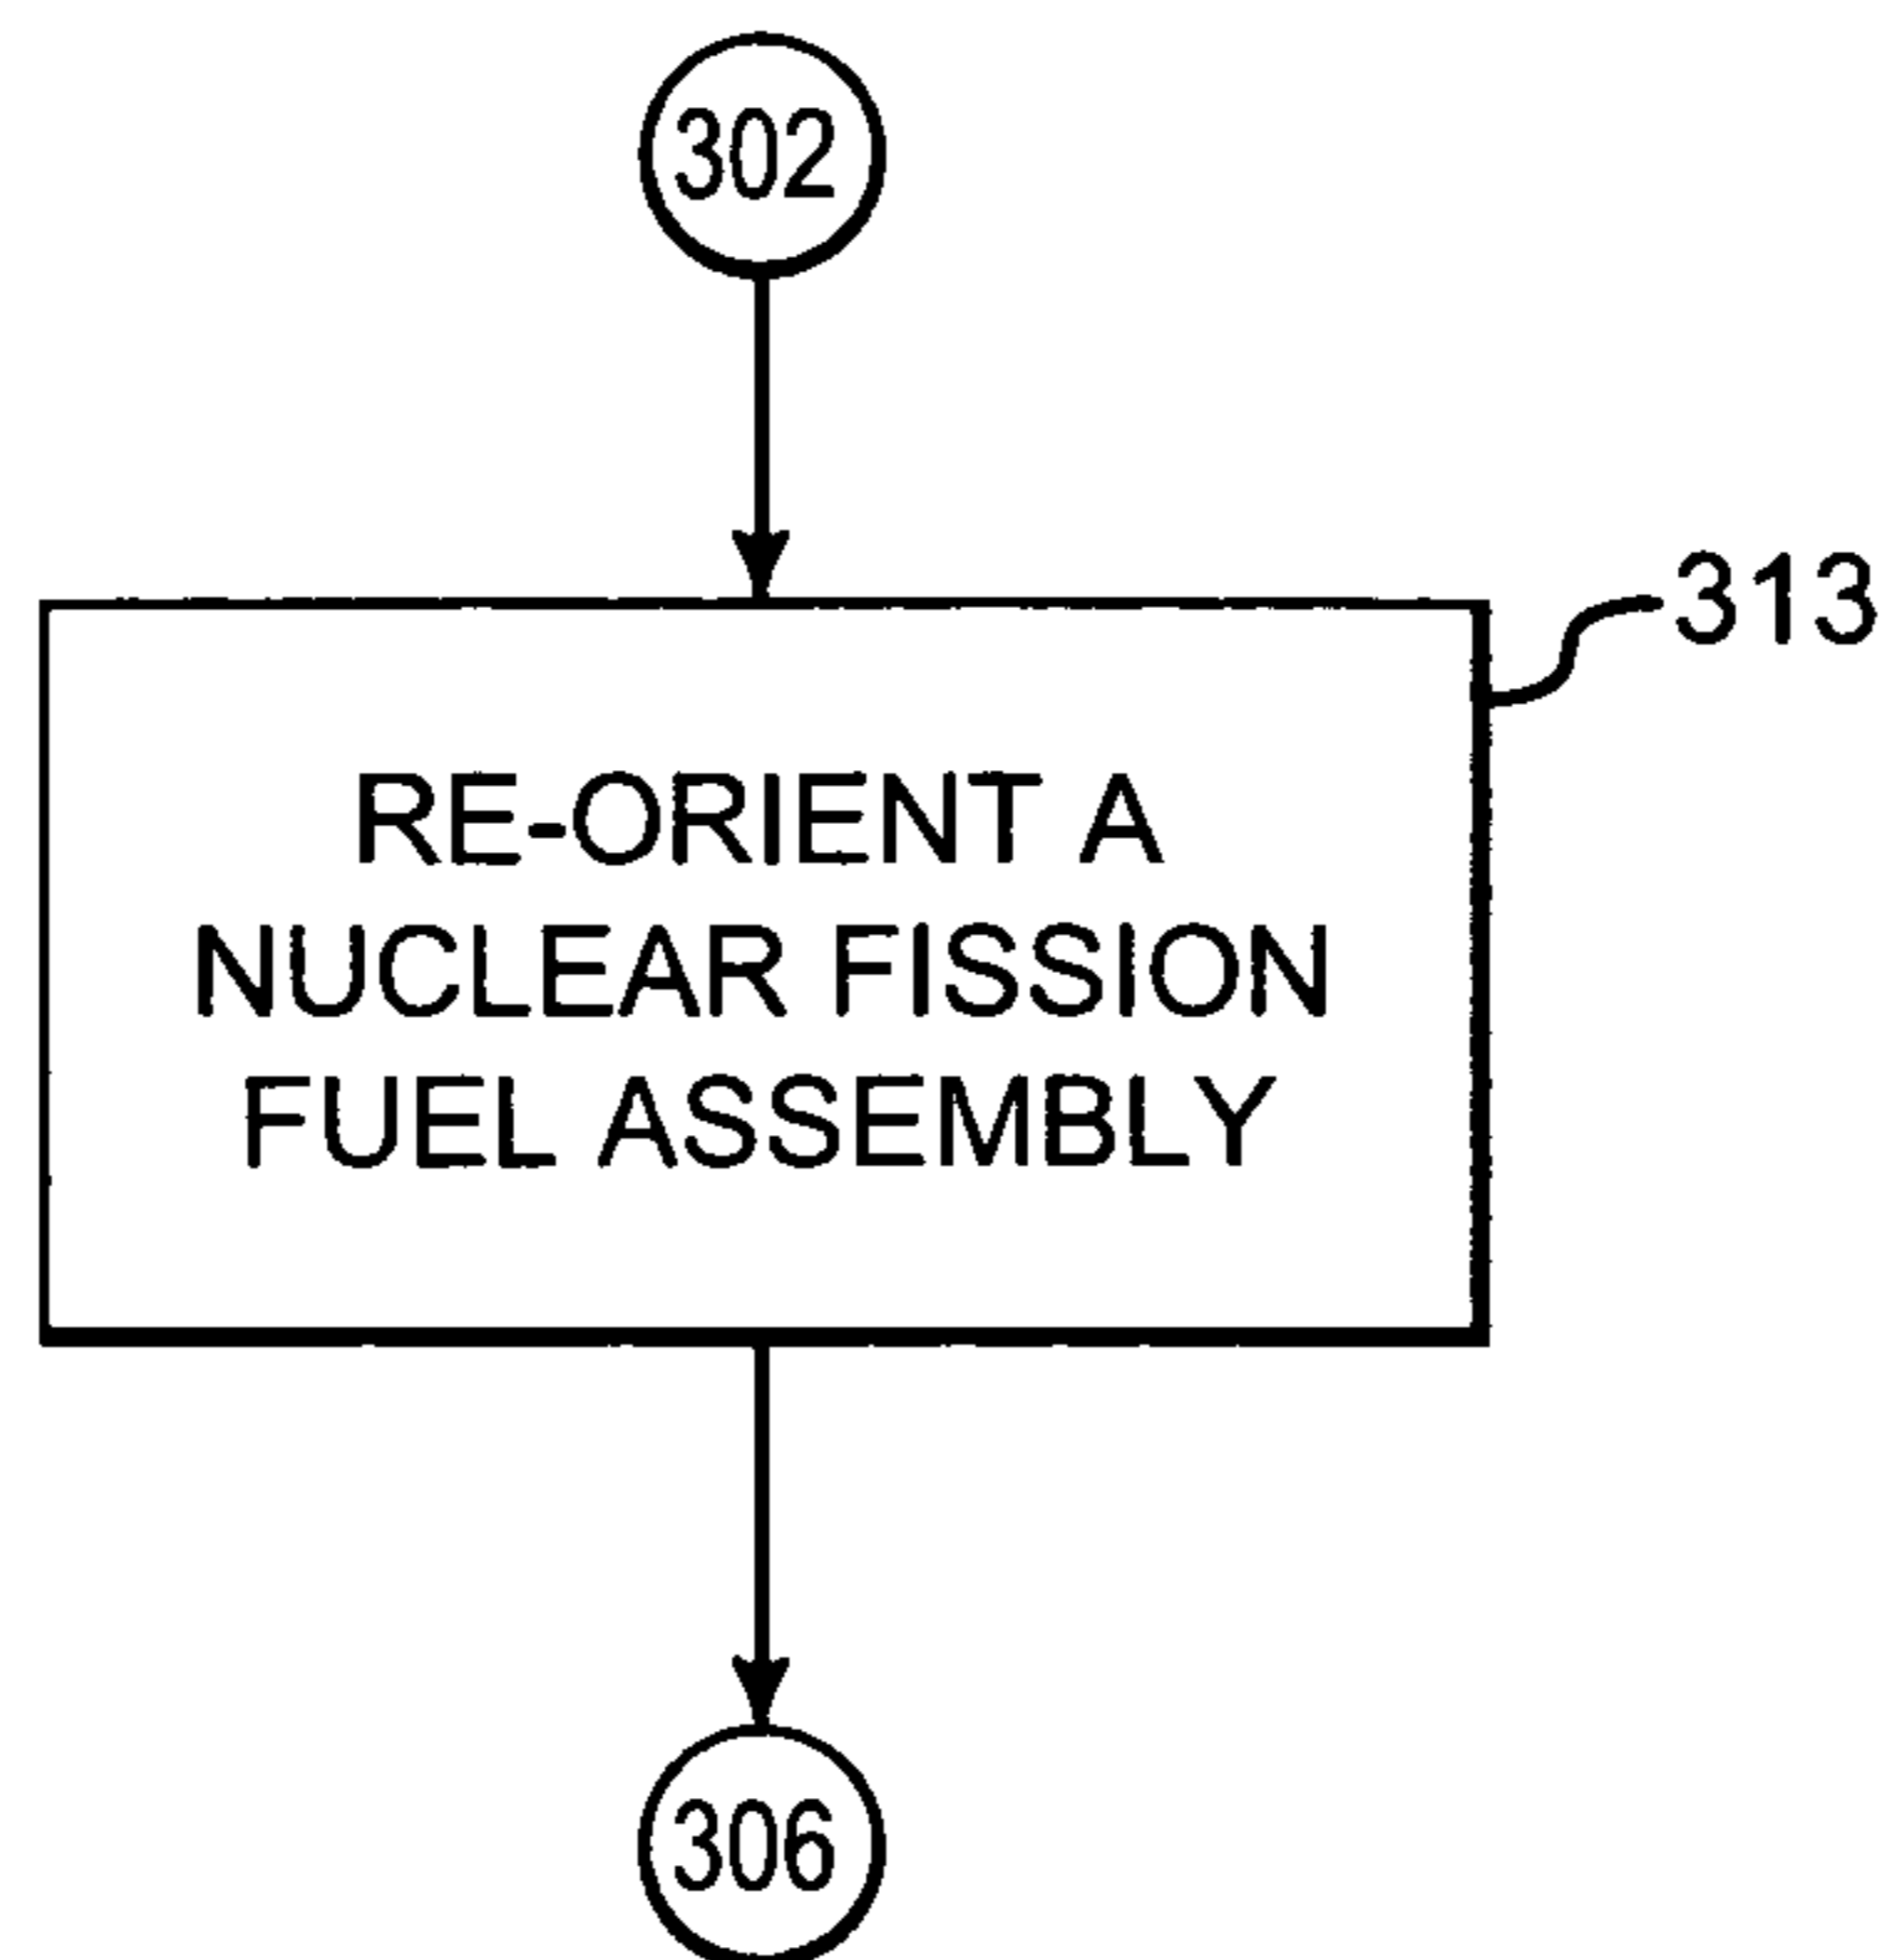 302
313
RE-ORIENT A
NUCLEAR FISSION
FUEL ASSEMBLY
306